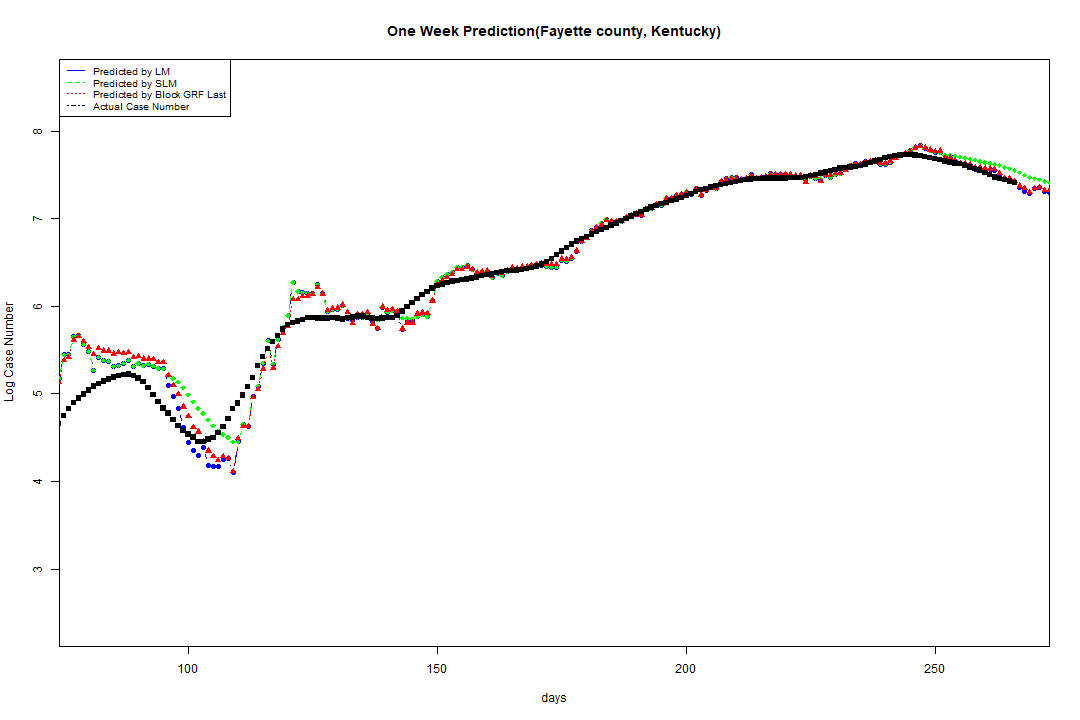 One Week Prediction(Fayette county, Kentucky)
Predicted by LM
Predicted by SLM
Predicted by Block GRF Last
Actual Case Number
8
7
6
5
4
3
Log Case Number
100 150 200 250
days